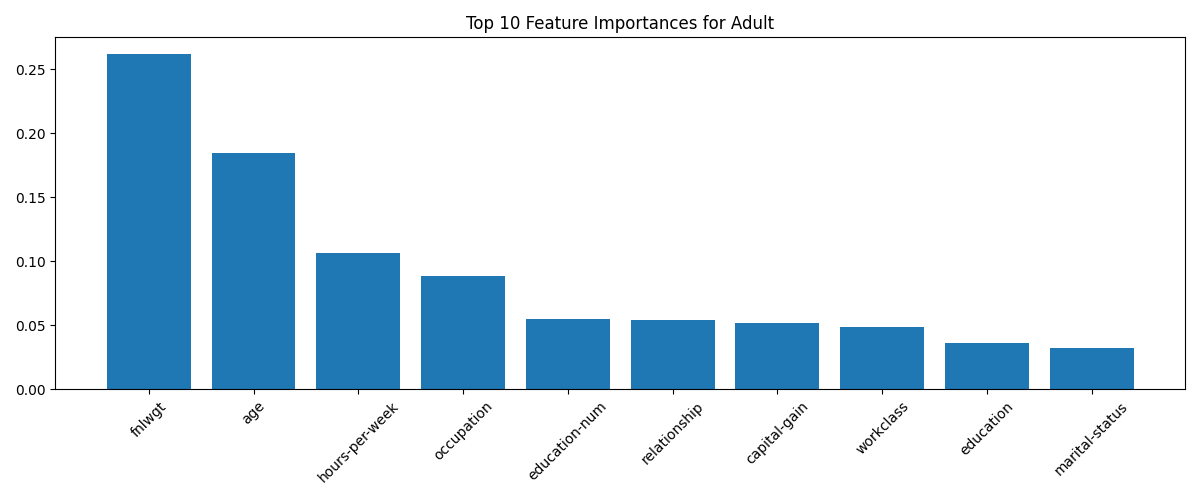 Top 10 Feature Importances for Adult
0.25
0.20
0.15
0.10
0.05
0.00
fnlwgt
age
hours-per-week
occupation
education-num
relationship
capital-gain
workclass
education
marital-status